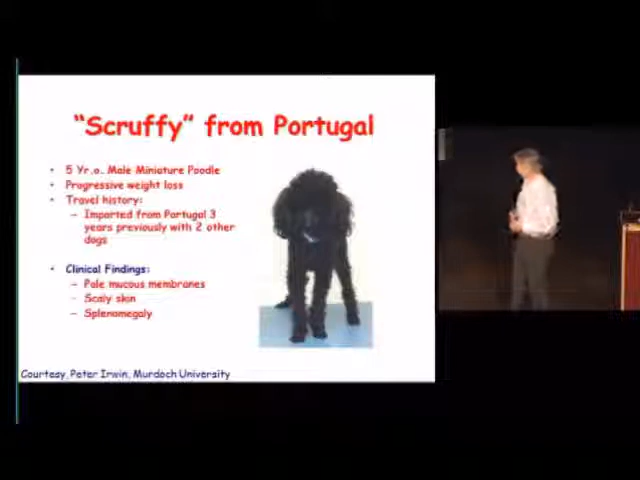 "Scruffy" from Portugal
• 5 Yr.o. Male Miniature Poodle
• Progressive weight loss
• Travel history:
– Imported from Portugal 3
years previously with 2 other
dogs
• Clinical Findings:
– Pale mucous membranes
– Scaly skin
– Splenomegaly
Courtesy, Peter Irwin, Murdoch University